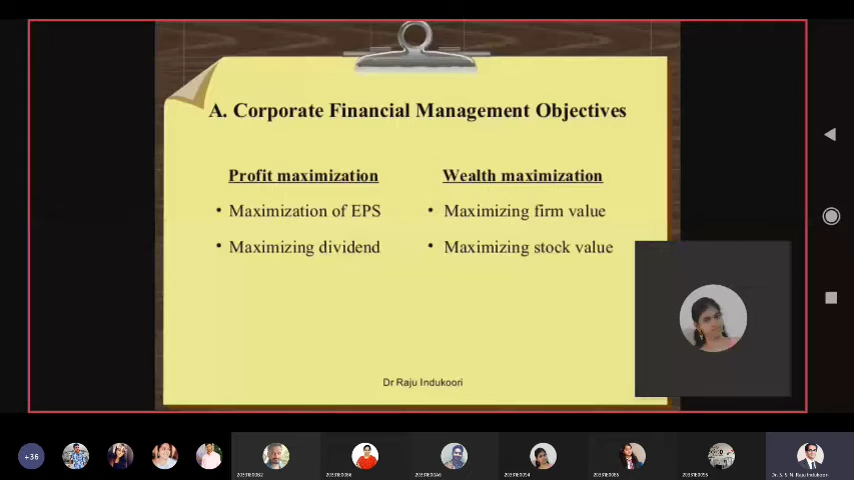 A. Corporate Financial Management Objectives
Profit maximization
• Maximization of EPS
• Maximizing dividend
Wealth maximization
• Maximizing firm value
• Maximizing stock value
Dr Raju Indukoori
+36